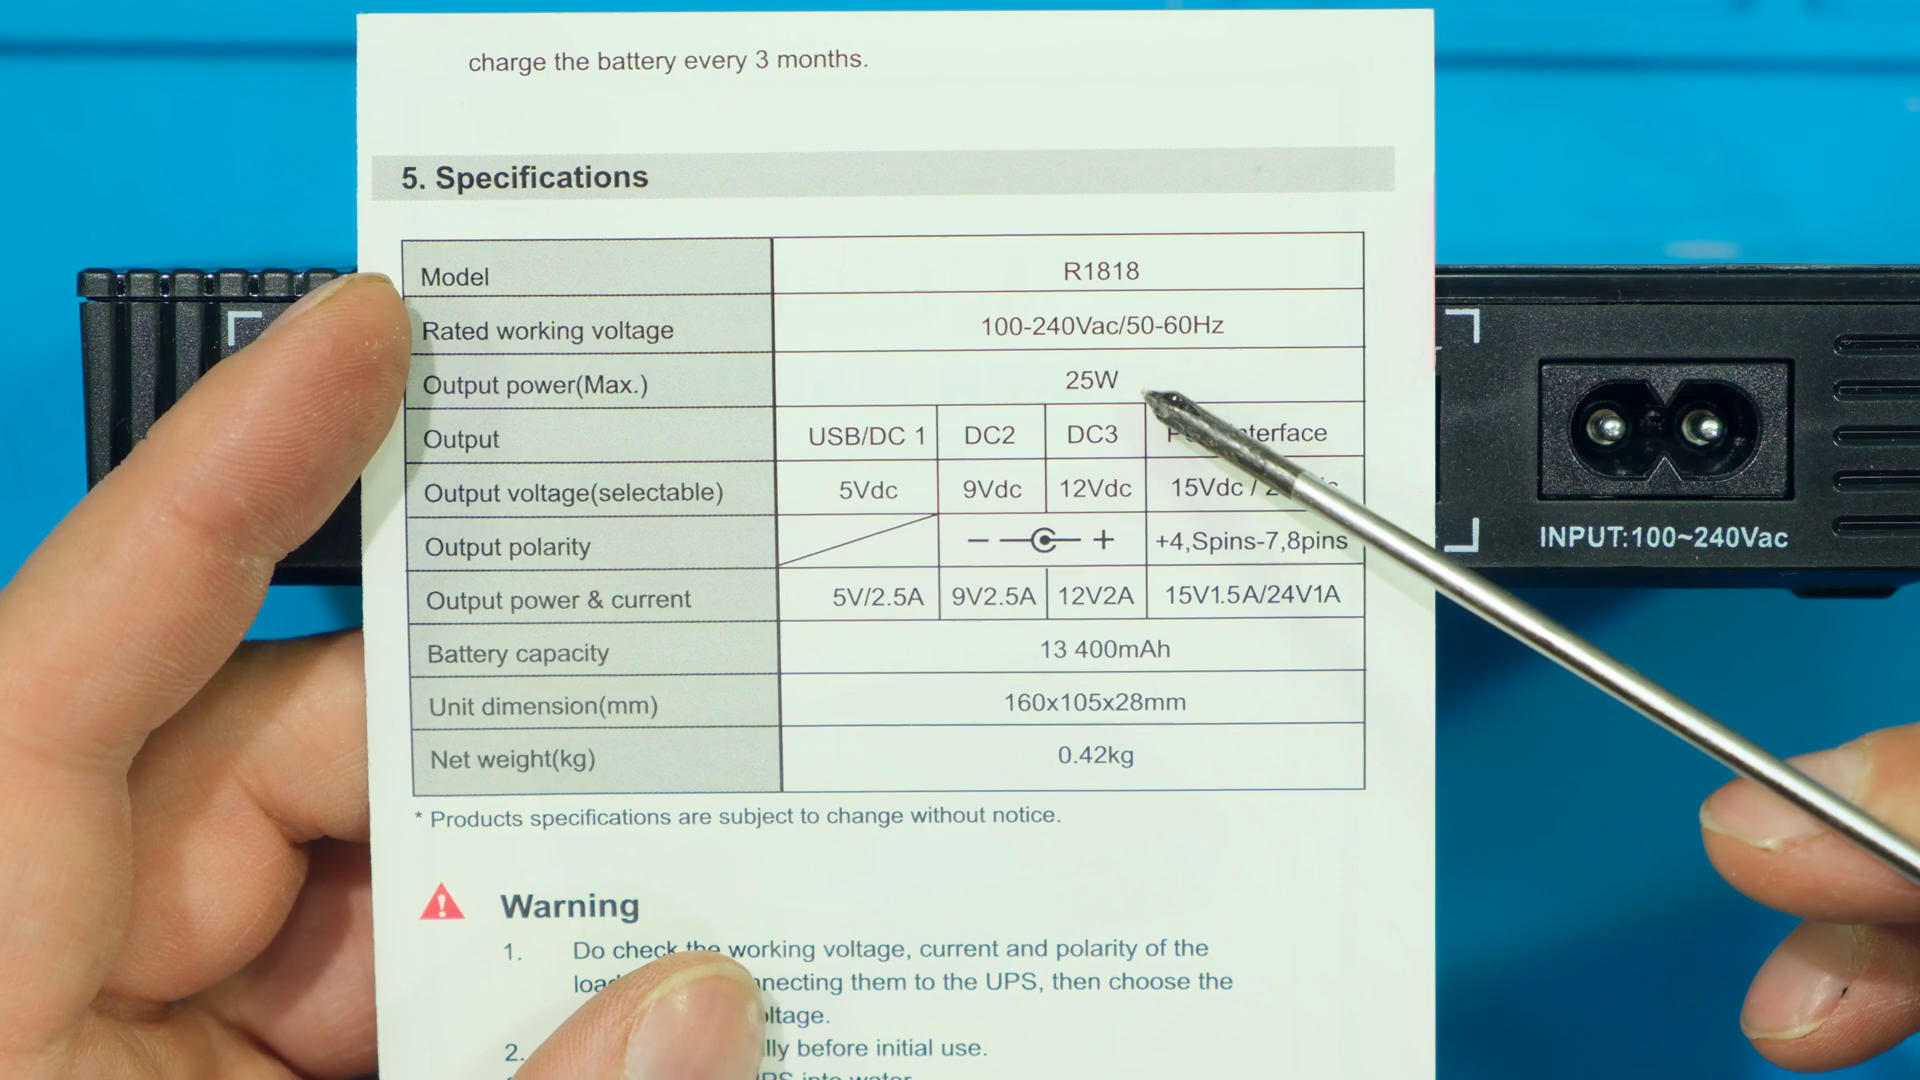 charge the battery every 3 months.
5. Specifications
Model R1818
Rated working voltage 100-240Vac/50-60Hz
Output power(Max.) 25W
Output USB/DC 1 DC2 DC3
Output voltage(selectable) 5Vdc 9Vdc 12Vdc 15Vdc /
Output polarity − + +4,5pins-7,8pins
Output power & current 5V/2.5A 9V2.5A 12V2A 15V1.5A/24V1A
Battery capacity 13 400mAh
Unit dimension(mm) 160x105x28mm
Net weight(kg) 0.42kg
* Products specifications are subject to change without notice.
Warning
1. Do check the working voltage, current and polarity of the
them to the UPS, then choose the
2. before initial use.
into water
INPUT:100~240Vac